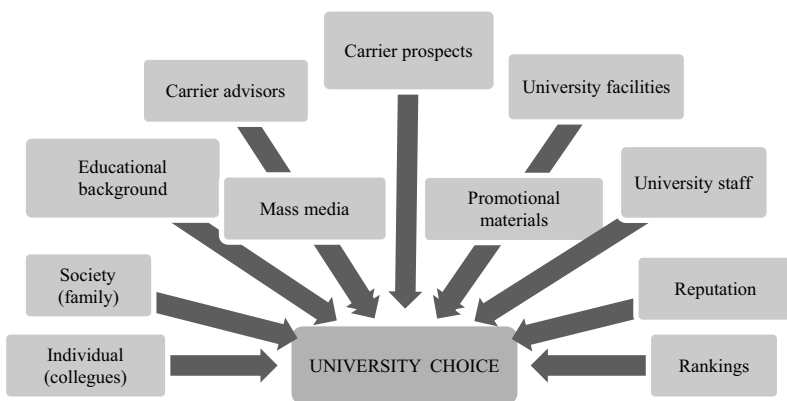 Carrier prospects
Carrier advisors
University facilities
Educational
background
Mass media
Promotional
materials
University staff
Society
(family)
Reputation
Individual
(collegues)
UNIVERSITY CHOICE
Rankings